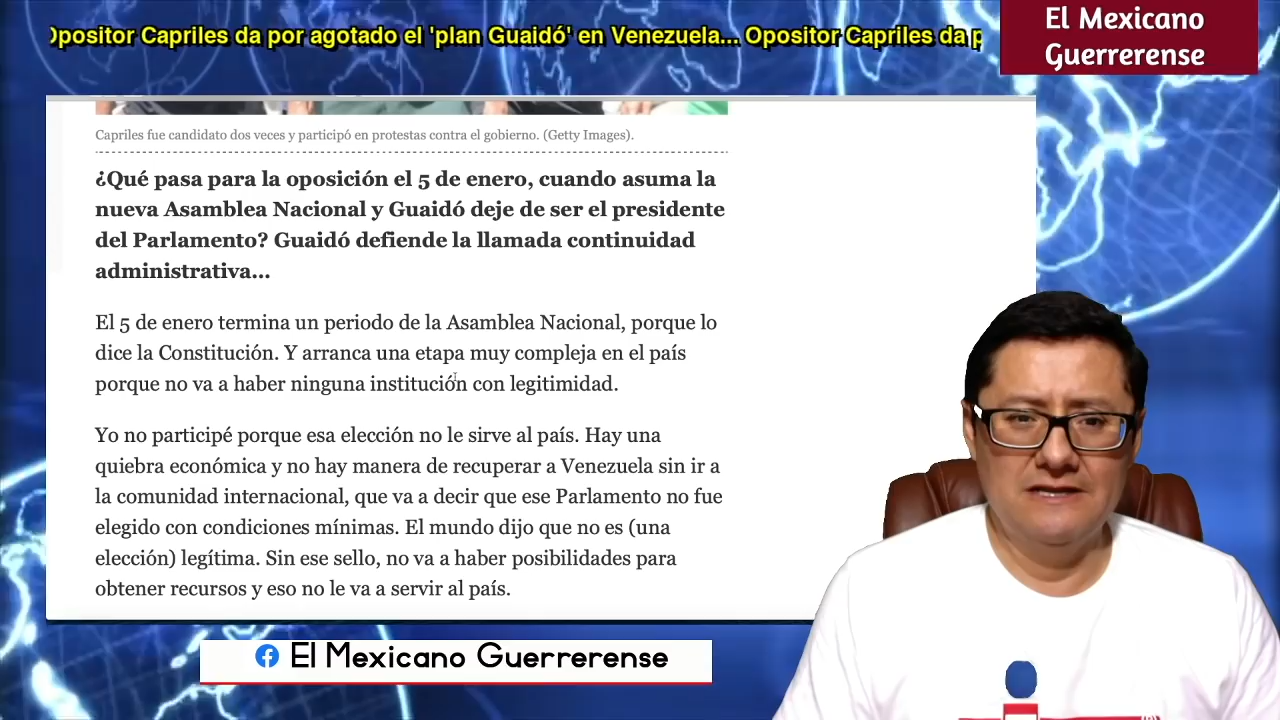 Opositor Capriles da por agotado el 'plan Guaidó' en Venezuela... Opositor Capriles da
El Mexicano
Guerrerense
Capriles fue candidato dos veces y participó en protestas contra el gobierno. (Getty Images).
¿Qué pasa para la oposición el 5 de enero, cuando asuma la
nueva Asamblea Nacional y Guaidó deje de ser el presidente
del Parlamento? Guaidó defiende la llamada continuidad
administrativa...
El 5 de enero termina un periodo de la Asamblea Nacional, porque lo
dice la Constitución. Y arranca una etapa muy compleja en el país
porque no va a haber ninguna institución con legitimidad.
Yo no participé porque esa elección no le sirve al país. Hay una
quiebra económica y no hay manera de recuperar a Venezuela sin ir a
la comunidad internacional, que va a decir que ese Parlamento no fue
elegido con condiciones mínimas. El mundo dijo que no es (una
elección) legítima. Sin ese sello, no va a haber posibilidades para
obtener recursos y eso no le va a servir al país.
El Mexicano Guerrerense